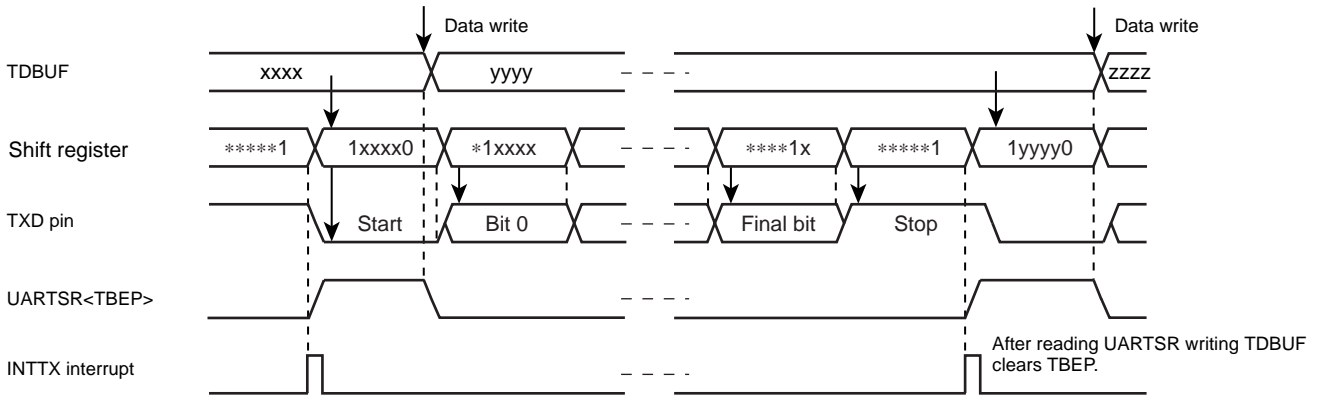 Data write Data write
TDBUF xxxx yyyy zzzz
Shift register *****1 1xxxx0 *1xxxx ****1x *****1 1yyyy0
TXD pin Start Bit 0 Final bit Stop
UARTSR<TBEP>
After reading UARTSR writing TDBUF
INTTX interrupt clears TBEP.